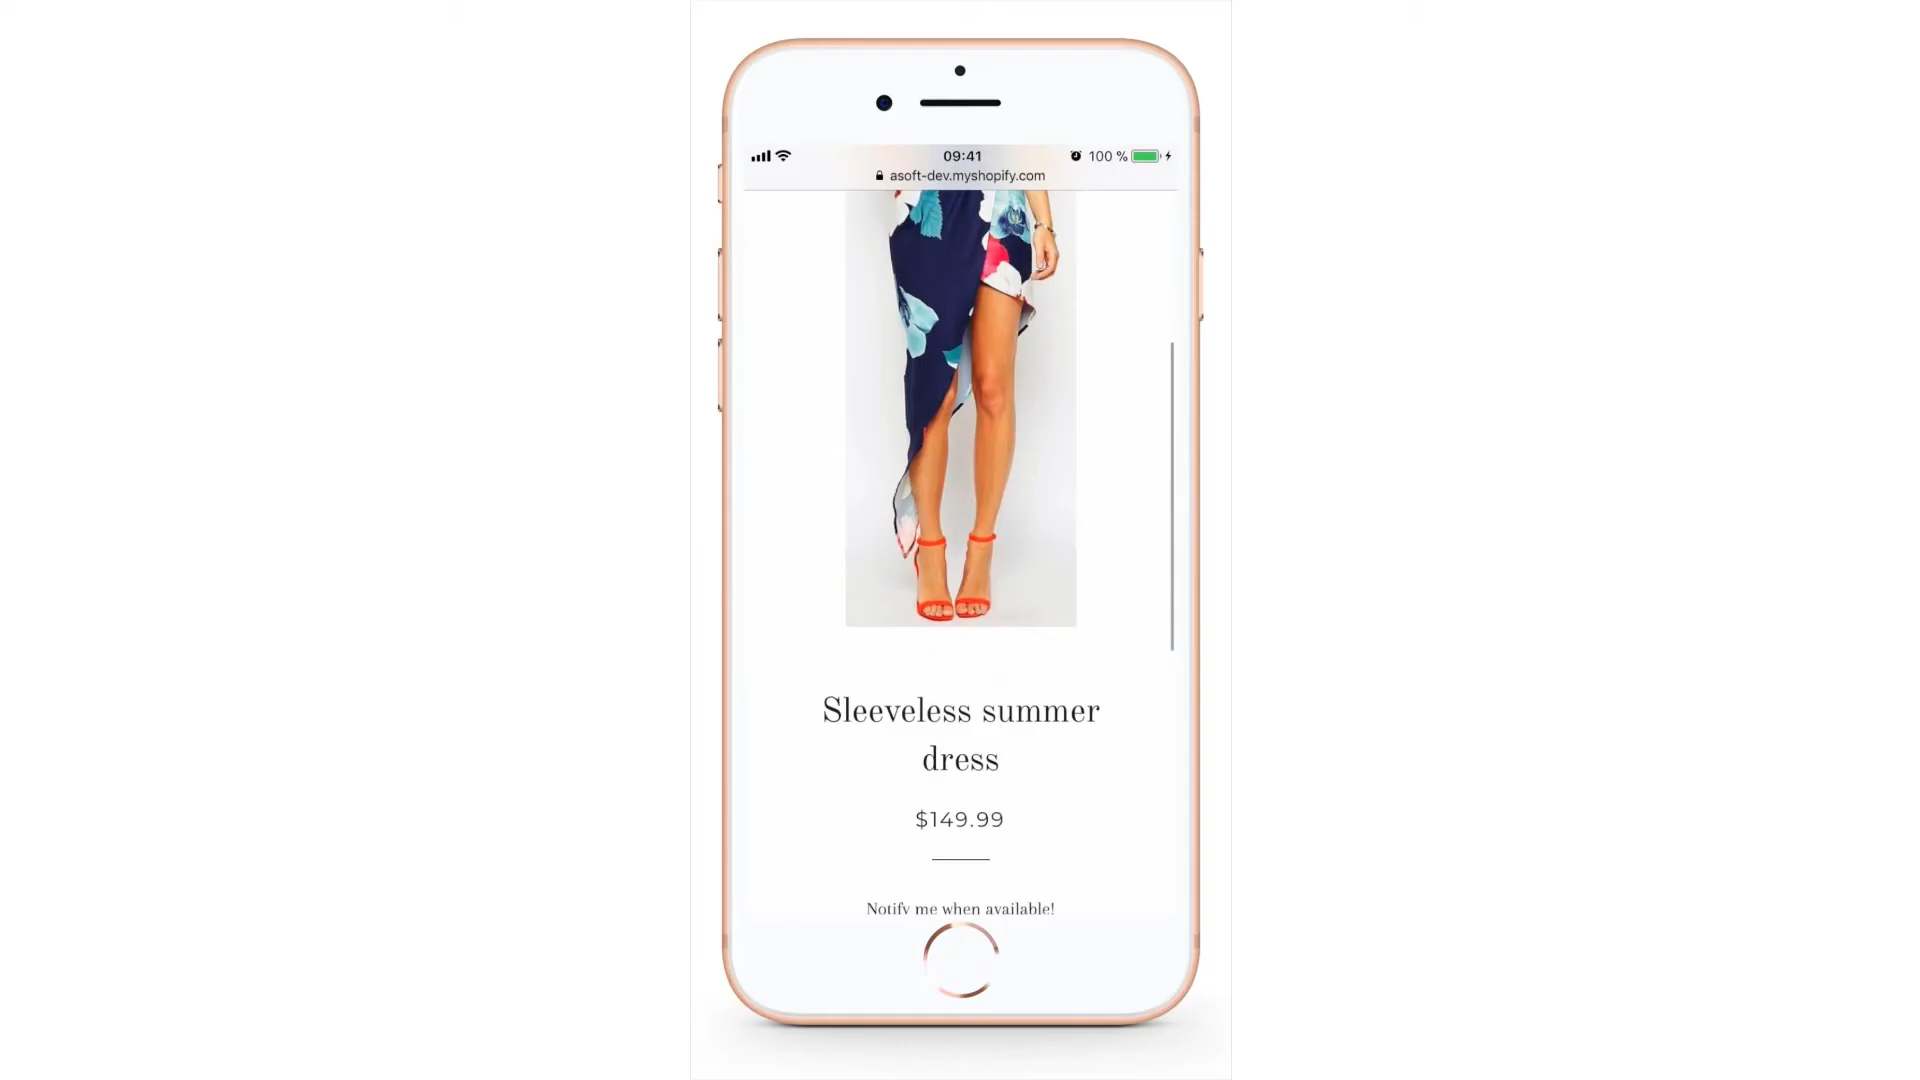 09:41
100 %
asoft-dev.myshopify.com
Sleeveless summer
dress
$149.99
Notify me when available!